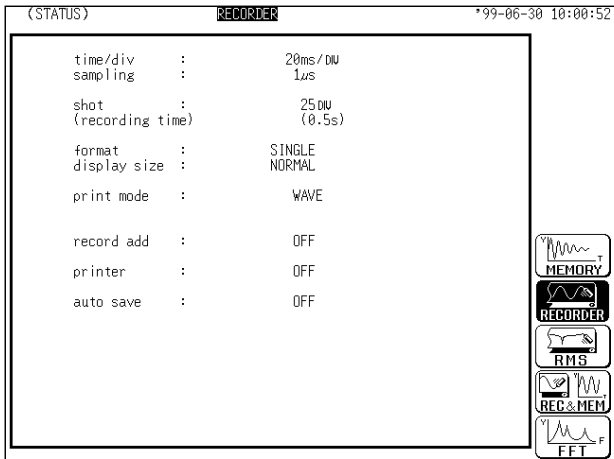 (STATUS) RECORDER '99-06-30 10:00:52
time/div : 20ms/DIV
sampling : 1µs
shot : 25DIV
(recording time) (0.5s)
format : SINGLE
display size : NORMAL
print mode : WAVE
record add : OFF
printer : OFF
auto save : OFF
Y T
MEMORY
RECORDER
RMS
Y T
REC&MEM
Y F
FFT